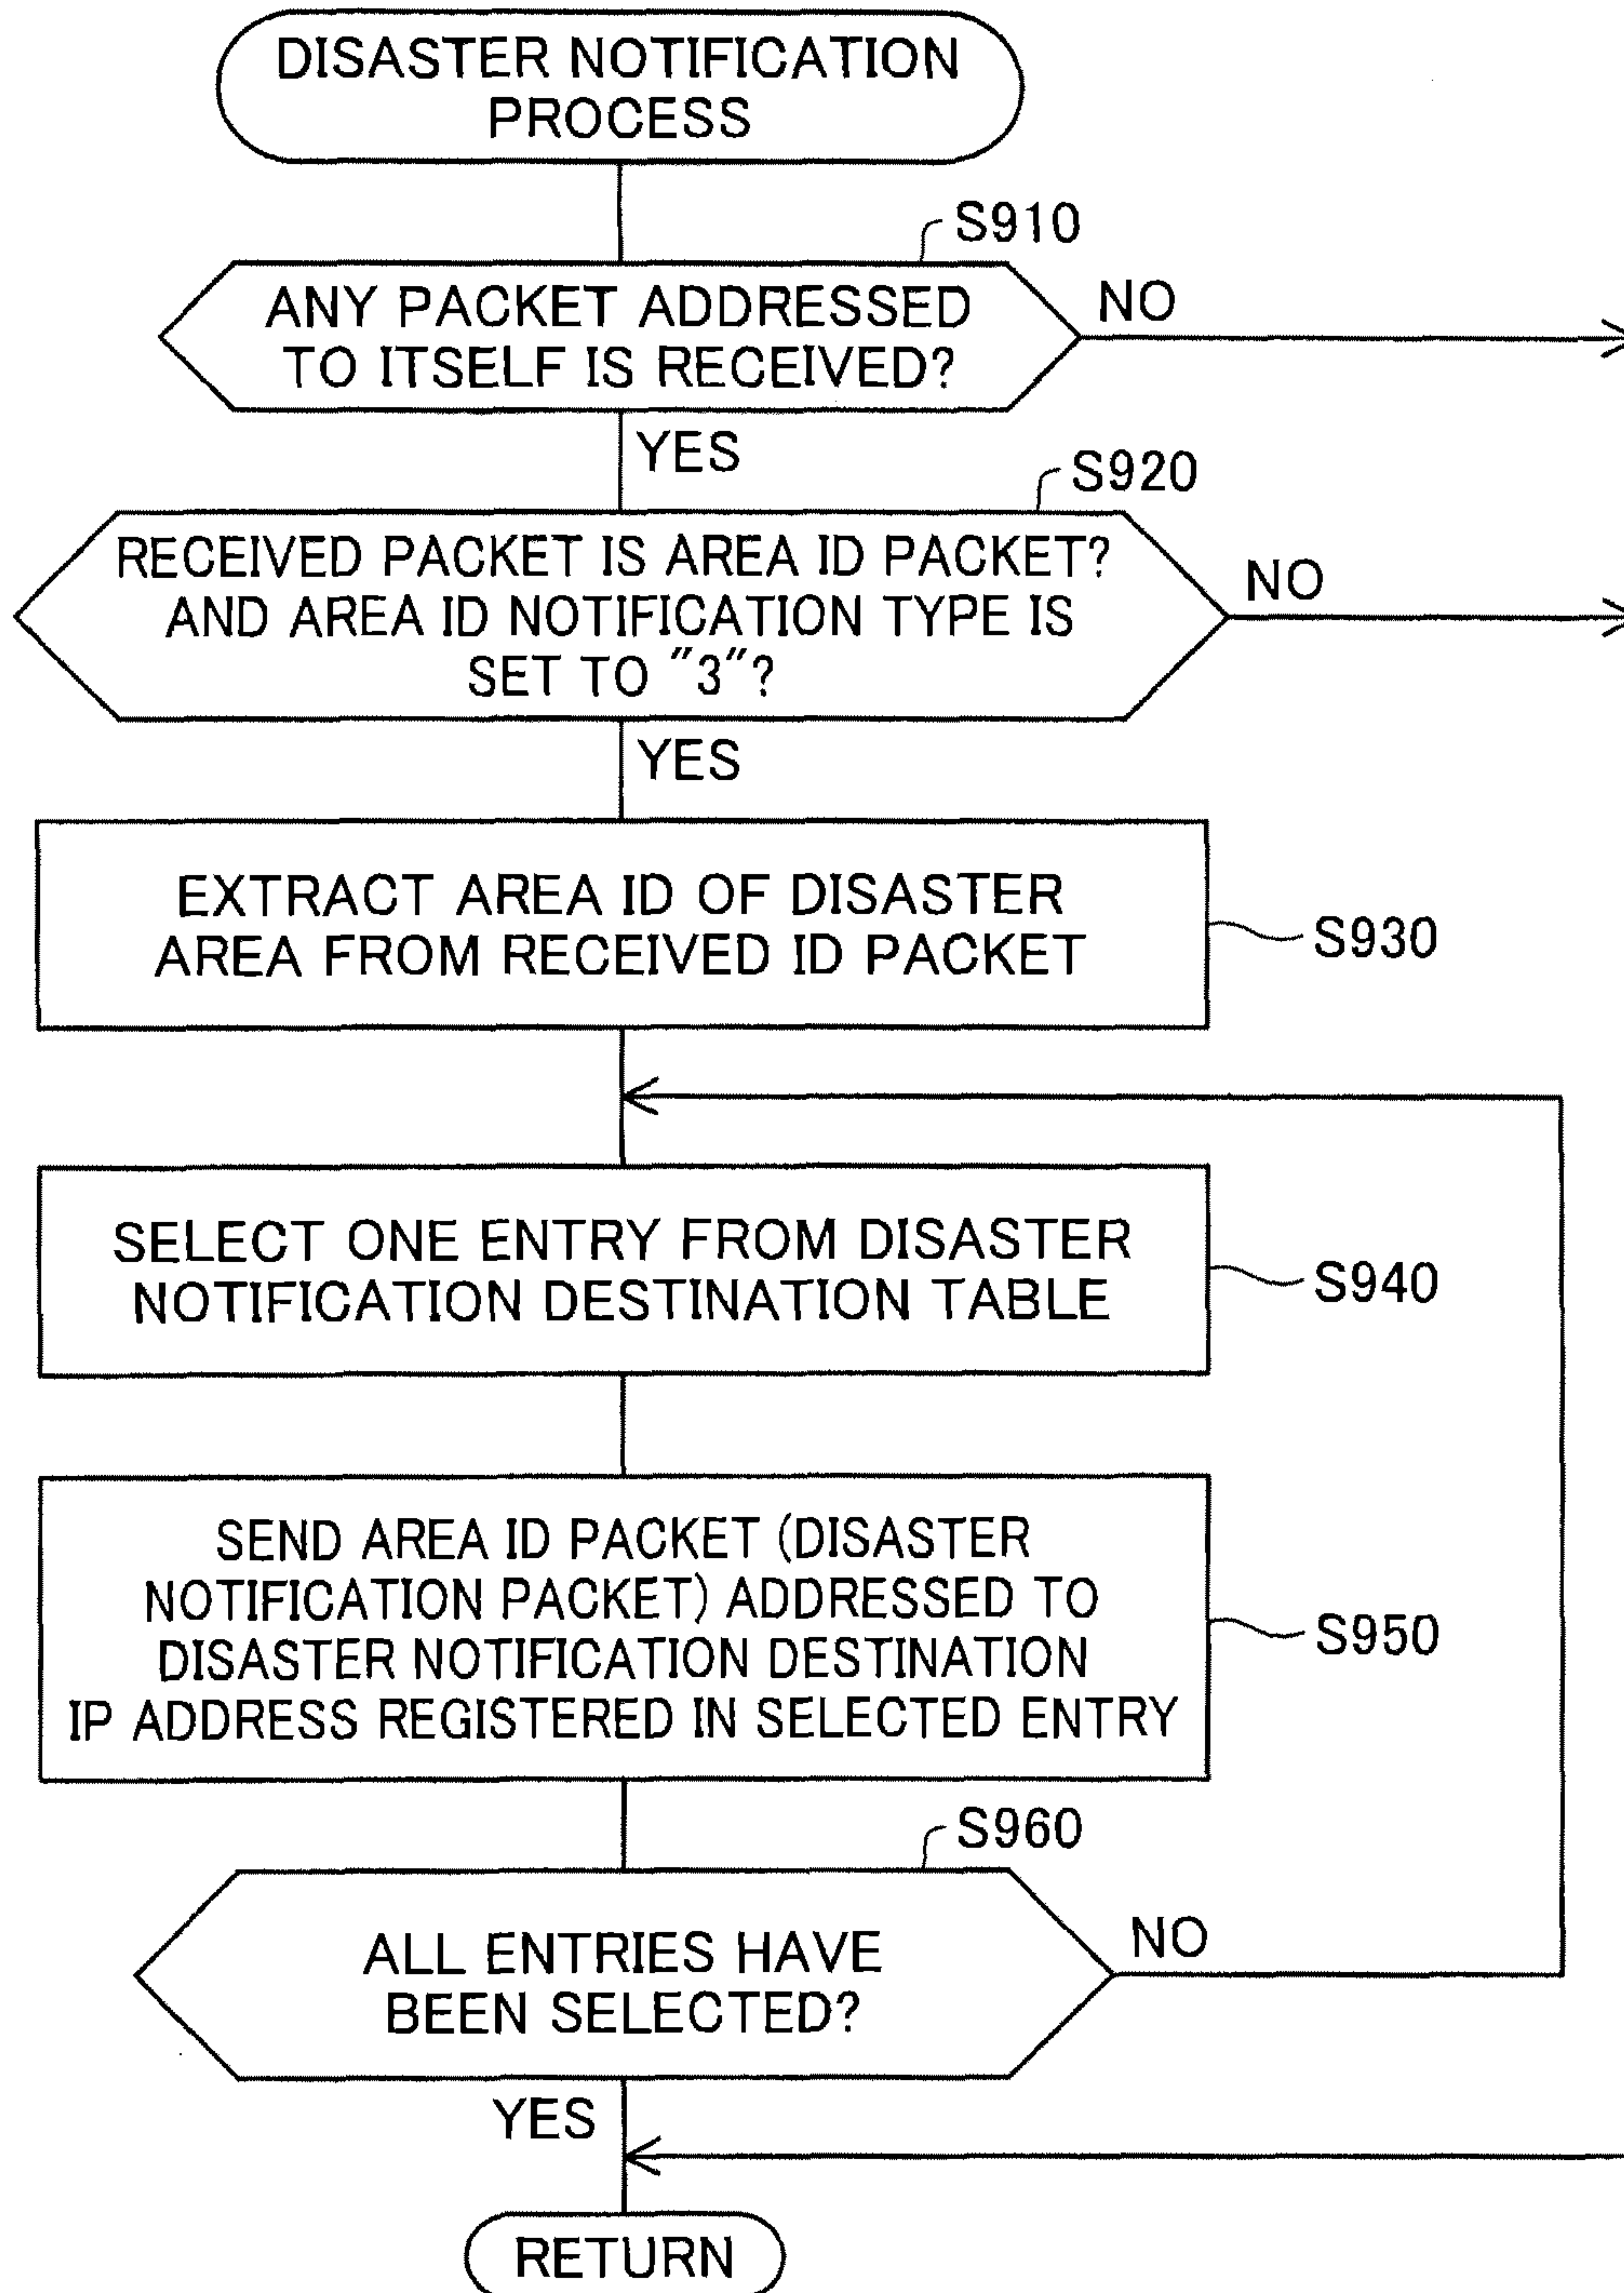 DISASTER NOTIFICATION
PROCESS
S910
ANY PACKET ADDRESSED
TO ITSELF IS RECEIVED?
NO
YES
S920
RECEIVED PACKET IS AREA ID PACKET?
AND AREA ID NOTIFICATION TYPE IS
SET TO "3"?
NO
YES
EXTRACT AREA ID OF DISASTER
AREA FROM RECEIVED ID PACKET
S930
SELECT ONE ENTRY FROM DISASTER
NOTIFICATION DESTINATION TABLE
S940
SEND AREA ID PACKET (DISASTER
NOTIFICATION PACKET) ADDRESSED TO
DISASTER NOTIFICATION DESTINATION
IP ADDRESS REGISTERED IN SELECTED ENTRY
S950
S960
ALL ENTRIES HAVE
BEEN SELECTED?
NO
YES
RETURN